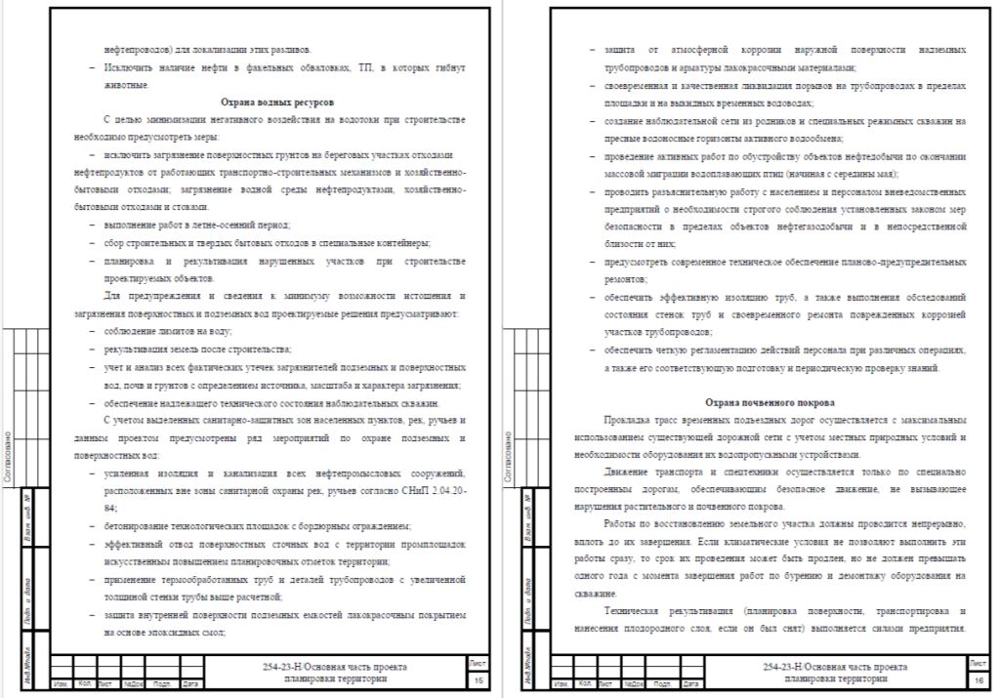 нефтепроводов) для локализации этих разливов.
– Исключить наличие нефти в факельных обваловках, ТП, в которых гибнут
животные.
Охрана водных ресурсов
С целью минимизации негативного воздействия на водотоки при строительстве
необходимо предусмотреть меры:
– исключить загрязнение поверхностных грунтов на береговых участках отходами
нефтепродуктов от работающих транспортно-строительных механизмов и хозяйственно-
бытовыми отходами; загрязнение водной среды нефтепродуктами, хозяйственно-
бытовыми отходами и стоками.
– выполнение работ в летне-осенний период;
– сбор строительных и твердых бытовых отходов в специальные контейнеры;
– планировка и рекультивация нарушенных участков при строительстве
проектируемых объектов.
Для предупреждения и сведения к минимуму возможности истощения и
загрязнения поверхностных и подземных вод проектируемые решения предусматривают:
– соблюдение лимитов на воду;
– рекультивация земель после строительства;
– учет и анализ всех фактических утечек загрязнителей подземных и поверхностных
вод, почв и грунтов с определением источника, масштаба и характера загрязнения;
– обеспечение надлежащего технического состояния наблюдательных скважин.
С учетом выделенных санитарно-защитных зон населенных пунктов, рек, ручьев и
данным проектом предусмотрены ряд мероприятий по охране подземных и
поверхностных вод:
– усиленная изоляция и канализация всех нефтепромысловых сооружений,
расположенных вне зоны санитарной охраны рек, ручьев согласно СНиП 2.04.20-
84;
– бетонирование технологических площадок с бордюрным ограждением;
– эффективный отвод поверхностных сточных вод с территории промплощадок
искусственным повышением планировочных отметок территории;
– применение термообработанных труб и деталей трубопроводов с увеличенной
толщиной стенки трубы выше расчетной;
– защита внутренней поверхности подземных емкостей лакокрасочным покрытием
на основе эпоксидных смол;
Согласовано
Взам. инв. №
Подп. и дата
Инв.№подл.
Изм. Кол. Лист №Док Подп. Дата
254-23-Н/Основная часть проекта
планировки территории
Лист
15
– защита от атмосферной коррозии наружной поверхности надземных
трубопроводов и арматуры лакокрасочными материалами;
– своевременная и качественная ликвидация порывов на трубопроводах в пределах
площадки и на выкидных временных водоводах;
– создание наблюдательной сети из родников и специальных режимных скважин на
пресные водоносные горизонты активного водообмена;
– проведение активных работ по обустройству объектов нефтедобычи по окончании
массовой миграции водоплавающих птиц (начиная с середины мая);
– проводить разъяснительную работу с населением и персоналом вневедомственных
предприятий о необходимости строгого соблюдения установленных законом мер
безопасности в пределах объектов нефтегазодобычи и в непосредственной
близости от них;
– предусмотреть современное техническое обеспечение планово-предупредительных
ремонтов;
– обеспечить эффективную изоляцию труб, а также выполнения обследований
состояния стенок труб и своевременного ремонта поврежденных коррозией
участков трубопроводов;
– обеспечить четкую регламентацию действий персонала при различных операциях,
а также его соответствующую подготовку и периодическую проверку знаний.
Охрана почвенного покрова
Прокладка трасс временных подъездных дорог осуществляется с максимальным
использованием существующей дорожной сети с учетом местных природных условий и
необходимости оборудования их водопропускными устройствами.
Движение транспорта и спецтехники осуществляется только по специально
построенным дорогам, обеспечивающим безопасное движение, не вызывающее
нарушения растительного и почвенного покрова.
Работы по восстановлению земельного участка должны проводится непрерывно,
вплоть до их завершения. Если климатические условия не позволяют выполнить эти
работы сразу, то срок их проведения может быть продлен, но не должен превышать
одного года с момента завершения работ по бурению и демонтажу оборудования на
скважине.
Техническая рекультивация (планировка поверхности, транспортировка и
нанесения плодородного слоя, если он был снят) выполняется силами предприятия.
Согласовано
Взам. инв. №
Подп. и дата
Инв.№подл.
Изм. Кол. Лист №Док Подп. Дата
254-23-Н/Основная часть проекта
планировки территории
Лист
16